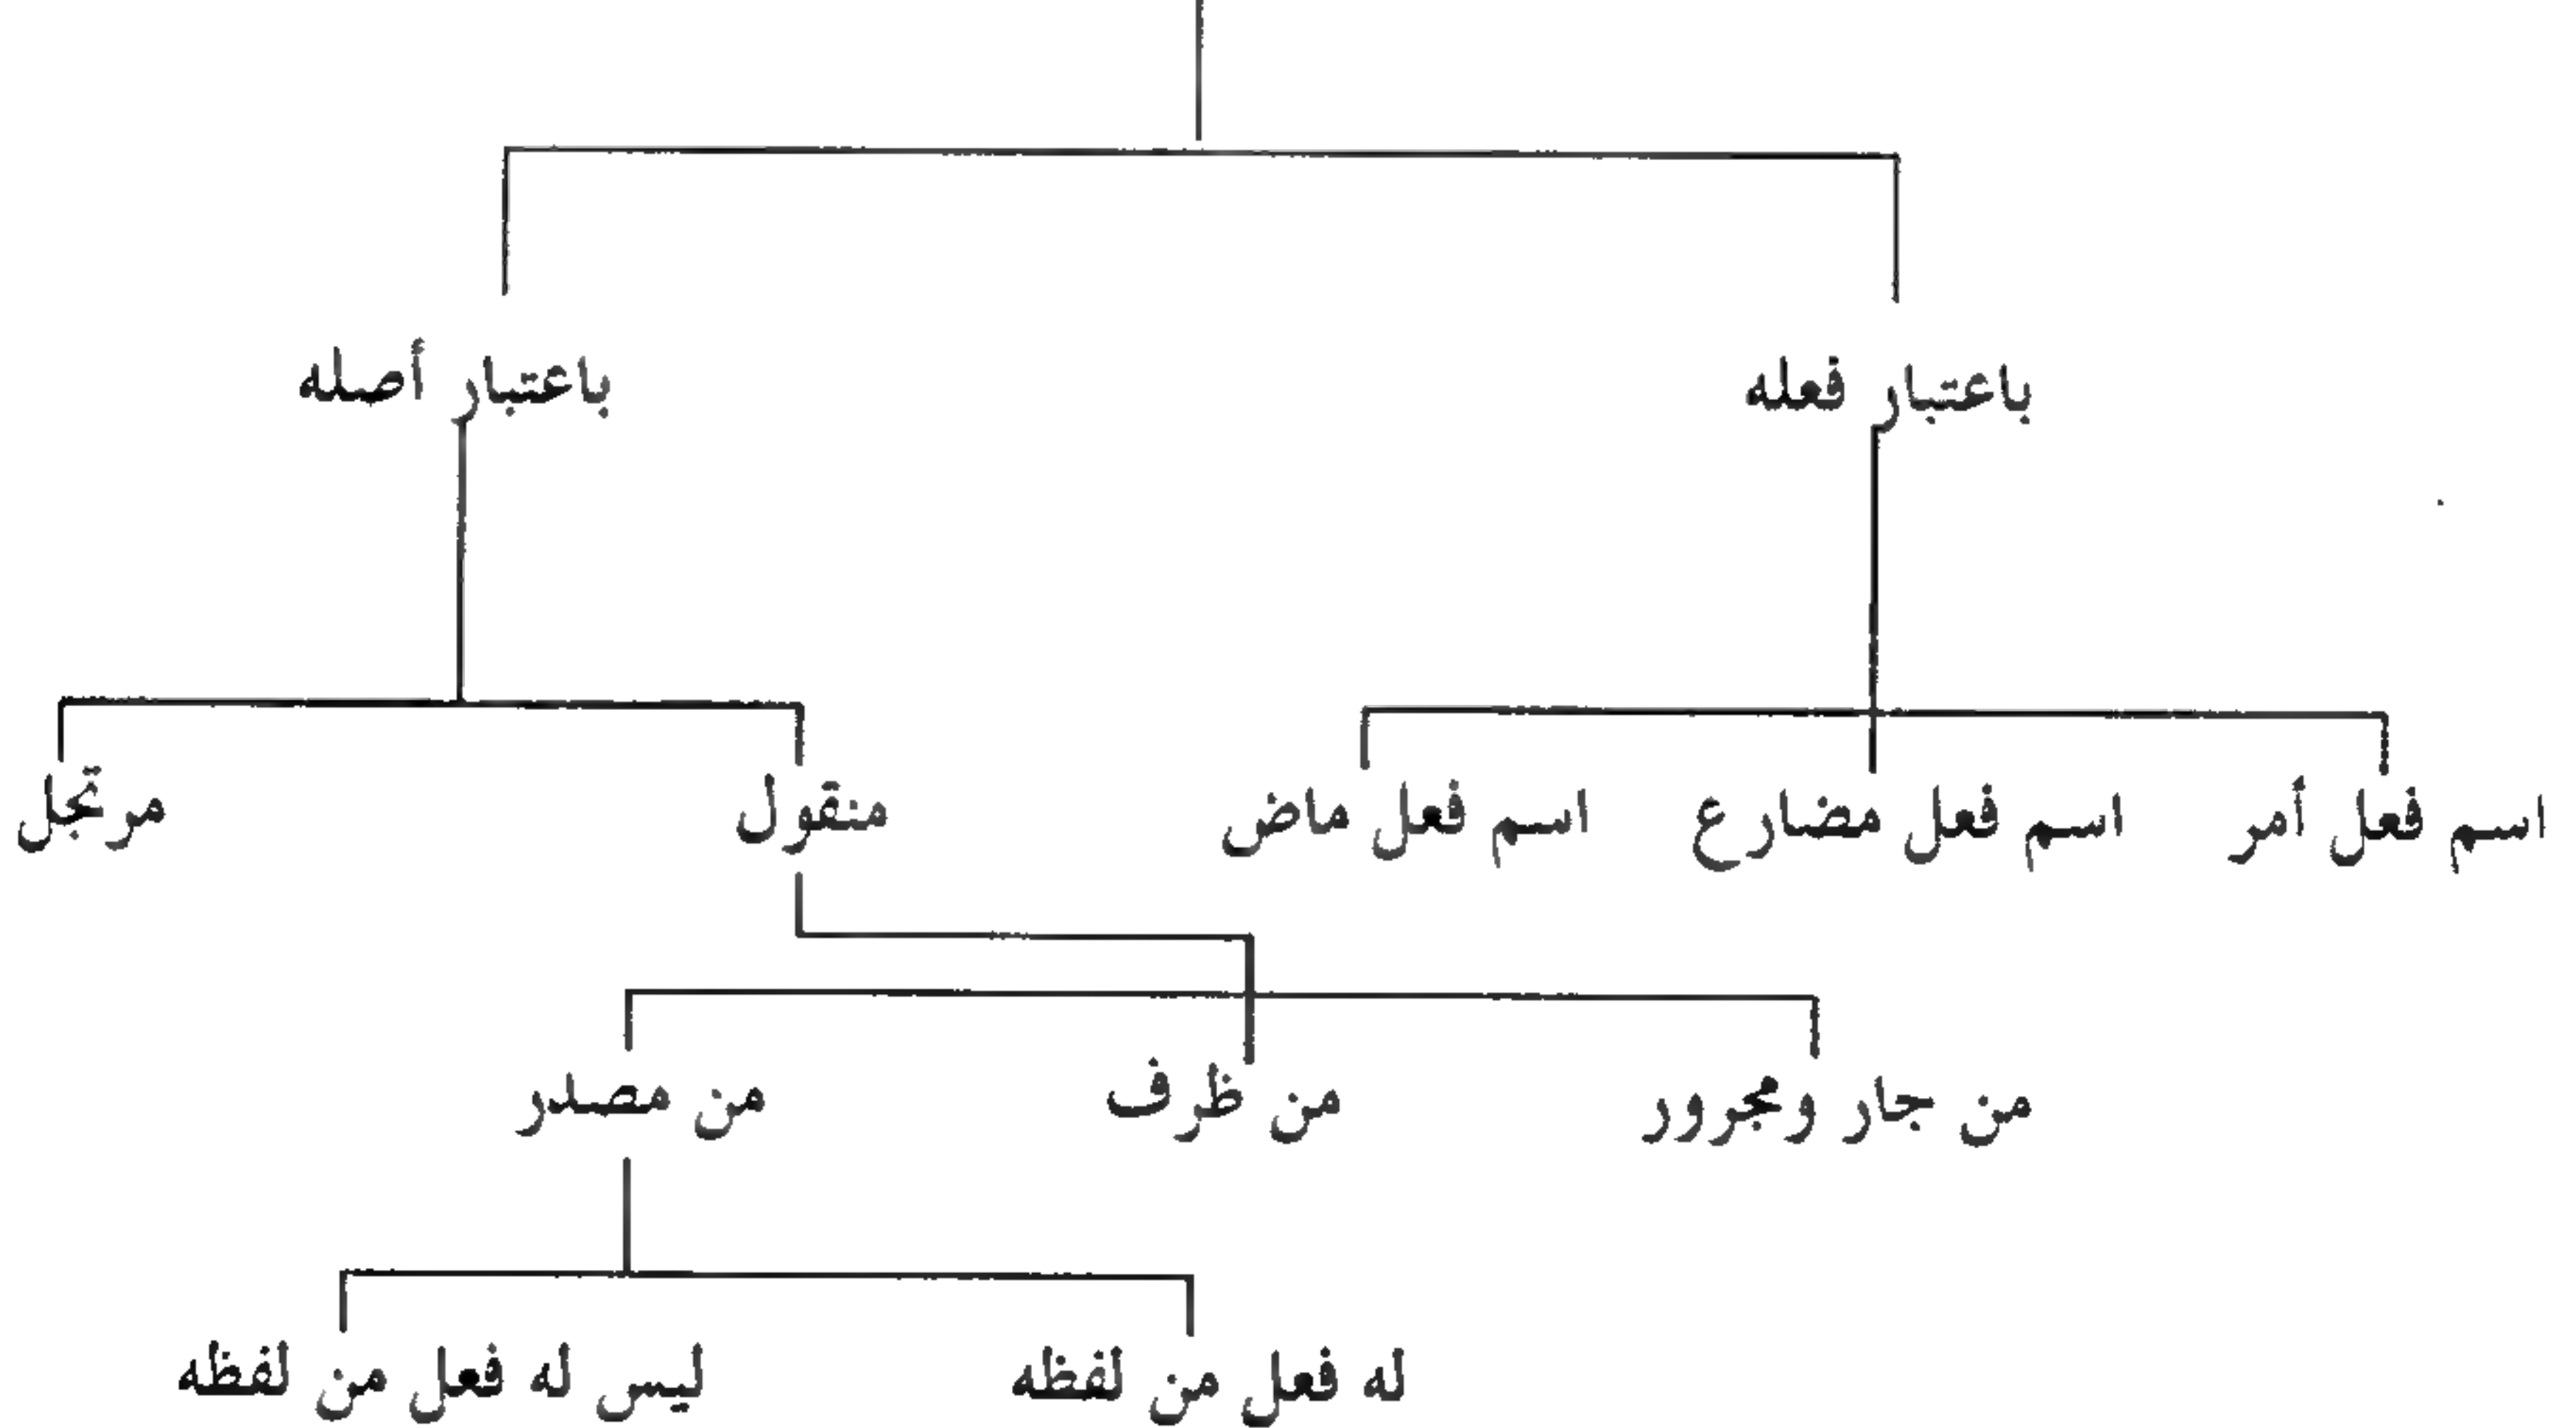 باعتبار فعله
باعتبار أصله
اسم فعل أمر
اسم فعل مضارع
اسم فعل ماض
منقول
مرتجل
من جار ومجرور
من ظرف
من مصدر
له فعل من لفظه
ليس له فعل من لفظه